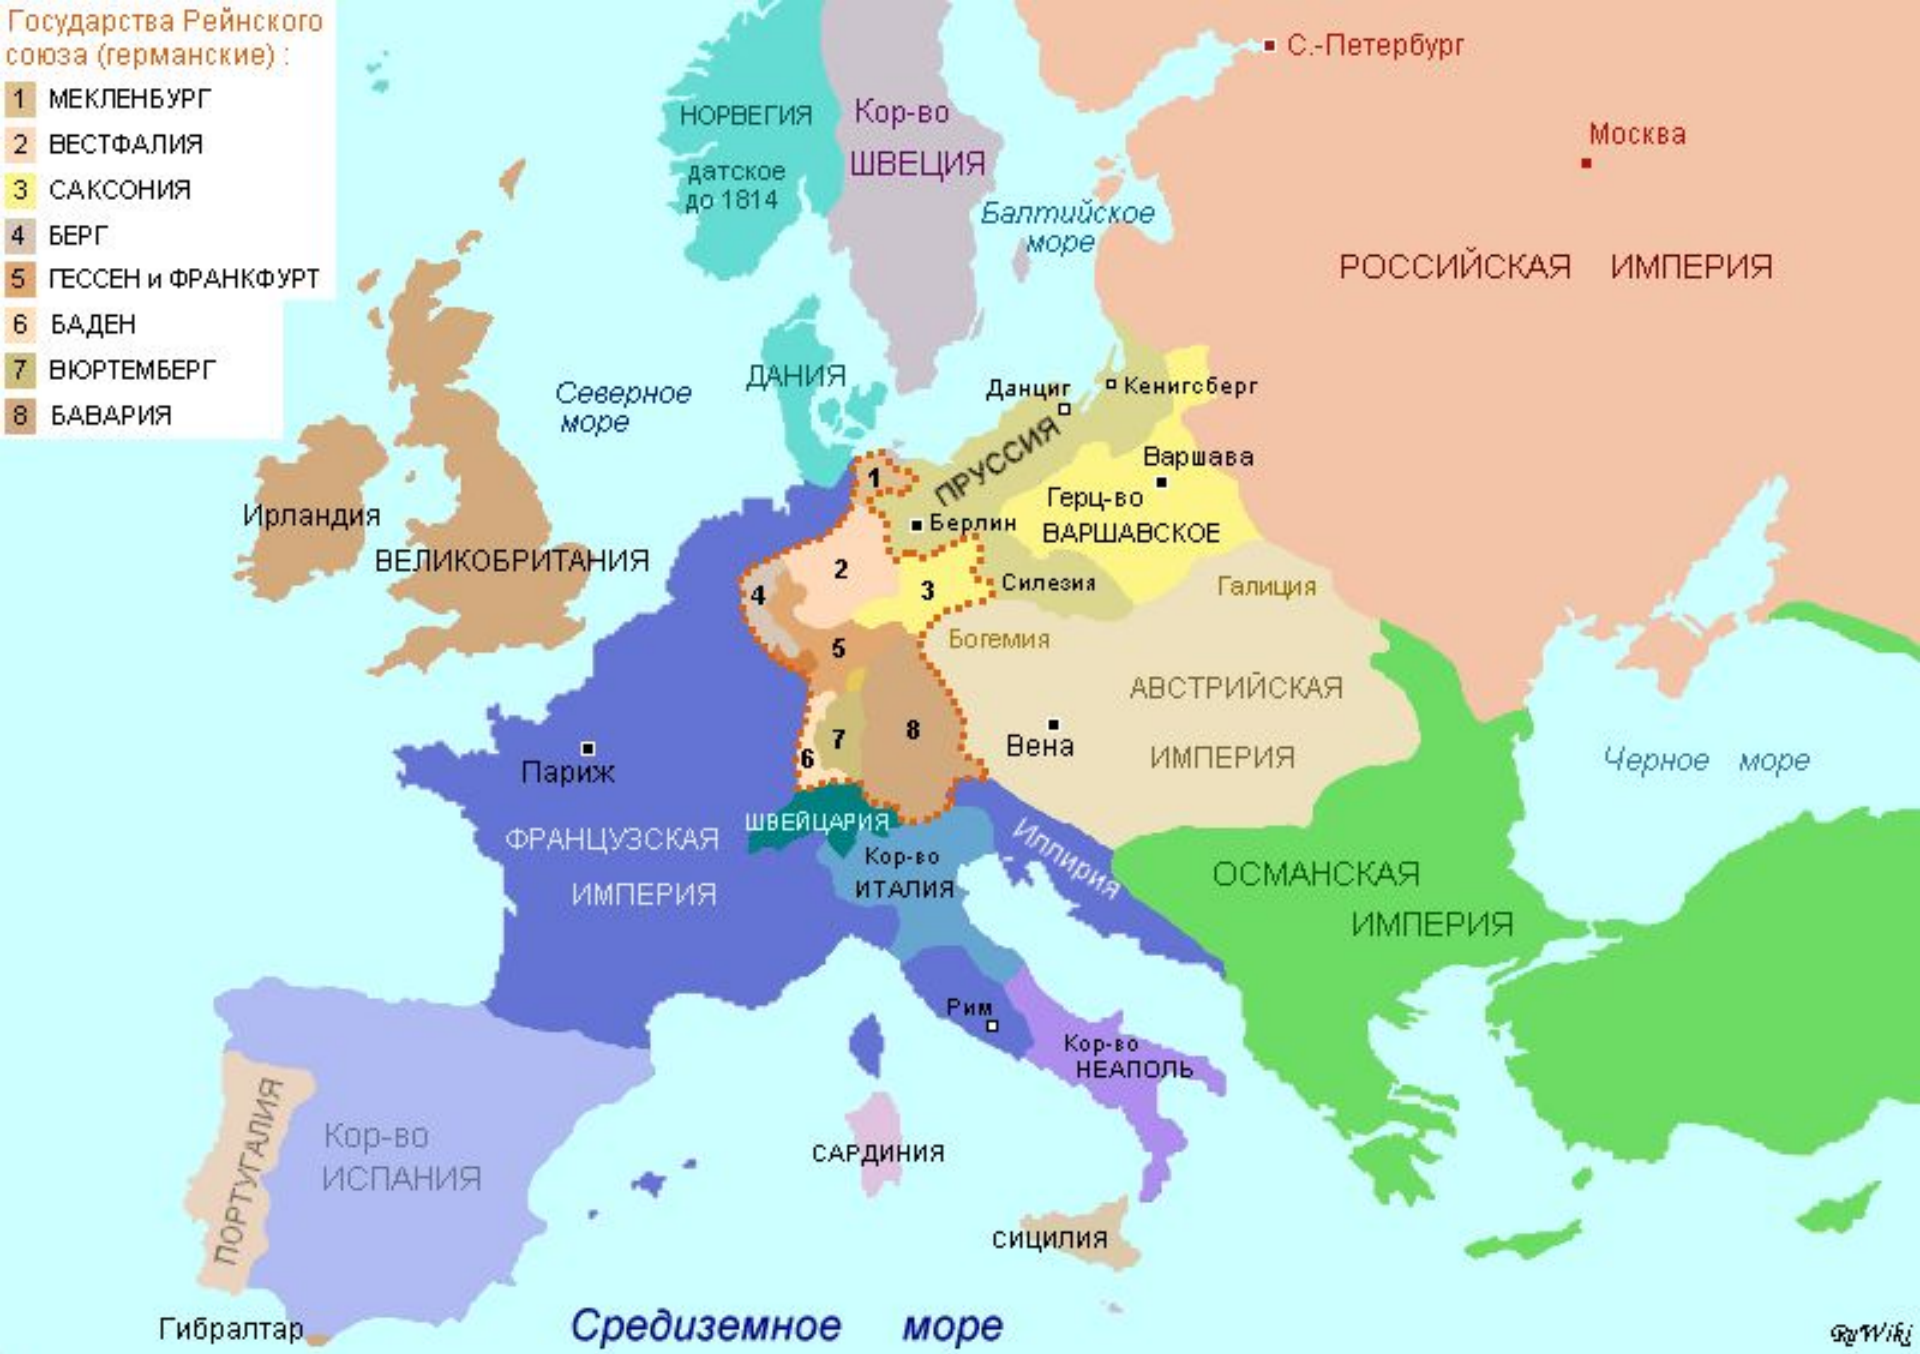 Государства Рейнского
союза (германские) :
1 МЕКЛЕНБУРГ
2 ВЕСТФАЛИЯ
3 САКСОНИЯ
4 БЕРГ
5 ГЕССЕН и ФРАНКФУРТ
6 БАДЕН
7 ВЮРТЕМБЕРГ
8 БАВАРИЯ
С.-Петербург
НОРВЕГИЯ
датское
до 1814
Кор-во
ШВЕЦИЯ
Москва
Балтийское
море
РОССИЙСКАЯ ИМПЕРИЯ
Северное
море
ДАНИЯ
Данциг
Кенигсберг
ПРУССИЯ
Варшава
1
Герц-во
ВАРШАВСКОЕ
Берлин
Ирландия
ВЕЛИКОБРИТАНИЯ
2
3
4
Силезия
Галиция
5
Богемия
АВСТРИЙСКАЯ
ИМПЕРИЯ
6
7
8
Вена
Париж
Черное море
ФРАНЦУЗСКАЯ
ИМПЕРИЯ
ШВЕЙЦАРИЯ
Кор-во
ИТАЛИЯ
Иллирия
ОСМАНСКАЯ
ИМПЕРИЯ
Рим
Кор-во
НЕАПОЛЬ
ПОРТУГАЛИЯ
Кор-во
ИСПАНИЯ
САРДИНИЯ
СИЦИЛИЯ
Гибралтар
Средиземное море
RuWiki